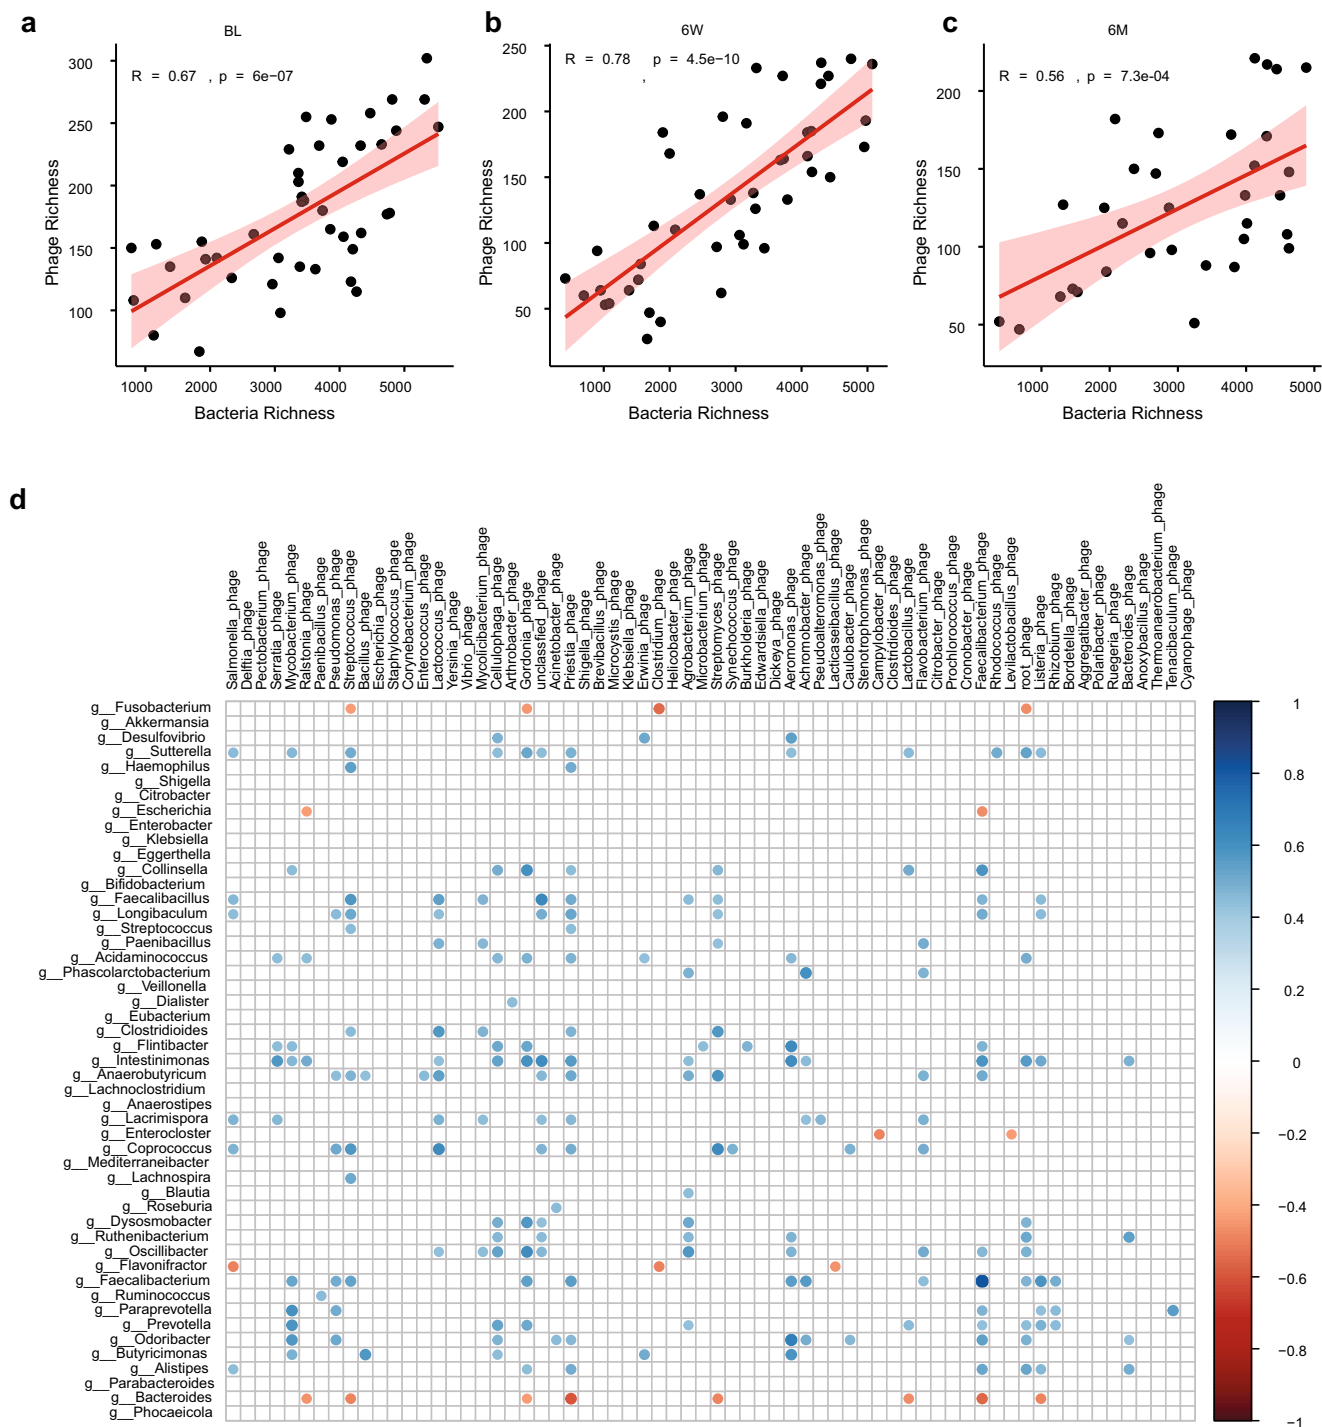 a
BL
R = 0.67 , p = 6e−07
300
250
200
150
100
Phage Richness
1000 2000 3000 4000 5000
Bacteria Richness
b
6W
R = 0.78 p = 4.5e−10
,
250
200
150
100
50
Phage Richness
1000 2000 3000 4000 5000
Bacteria Richness
c
6M
R = 0.56 , p = 7.3e−04
200
150
100
50
Phage Richness
1000 2000 3000 4000 5000
Bacteria Richness
d
Salmonella_phage
Delftia_phage
Pectobacterium_phage
Serratia_phage
Mycobacterium_phage
Ralstonia_phage
Paenibacillus_phage
Pseudomonas_phage
Streptococcus_phage
Bacillus_phage
Escherichia_phage
Staphylococcus_phage
Corynebacterium_phage
Enterococcus_phage
Lactococcus_phage
Yersinia_phage
Vibrio_phage
Mycolicibacterium_phage
Cellulophaga_phage
Arthrobacter_phage
Gordonia_phage
unclassified_phage
Acinetobacter_phage
Priestia_phage
Shigella_phage
Brevibacillus_phage
Microcystis_phage
Klebsiella_phage
Erwinia_phage
Clostridium_phage
Helicobacter_phage
Agrobacterium_phage
Microbacterium_phage
Streptomyces_phage
Synechococcus_phage
Burkholderia_phage
Edwardsiella_phage
Dickeya_phage
Aeromonas_phage
Achromobacter_phage
Pseudoalteromonas_phage
Lacticaseibacillus_phage
Caulobacter_phage
Stenotrophomonas_phage
Campylobacter_phage
Clostridioides_phage
Lactobacillus_phage
Flavobacterium_phage
Citrobacter_phage
Prochlorococcus_phage
Cronobacter_phage
Faecalibacterium_phage
Rhodococcus_phage
Levilactobacillus_phage
root_phage
Listeria_phage
Rhizobium_phage
Bordetella_phage
Aggregatibacter_phage
Polaribacter_phage
Ruegeria_phage
Bacteroides_phage
Anoxybacillus_phage
Thermoanaerobacterium_phage
Tenacibaculum_phage
Cyanophage_phage
g__Fusobacterium
g__Akkermansia
g__Desulfovibrio
g__Sutterella
g__Haemophilus
g__Shigella
g__Citrobacter
g__Escherichia
g__Enterobacter
g__Klebsiella
g__Eggerthella
g__Collinsella
g__Bifidobacterium
g__Faecalibacillus
g__Longibaculum
g__Streptococcus
g__Paenibacillus
g__Acidaminococcus
g__Phascolarctobacterium
g__Veillonella
g__Dialister
g__Eubacterium
g__Clostridioides
g__Flintibacter
g__Intestinimonas
g__Anaerobutyricum
g__Lachnoclostridium
g__Anaerostipes
g__Lacrimispora
g__Enterocloster
g__Coprococcus
g__Mediterraneibacter
g__Lachnospira
g__Blautia
g__Roseburia
g__Dysosmobacter
g__Ruthenibacterium
g__Oscillibacter
g__Flavonifractor
g__Faecalibacterium
g__Ruminococcus
g__Paraprevotella
g__Prevotella
g__Odoribacter
g__Butyricimonas
g__Alistipes
g__Parabacteroides
g__Bacteroides
g__Phocaeicola
1
0.8
0.6
0.4
0.2
0
−0.2
−0.4
−0.6
−0.8
−1